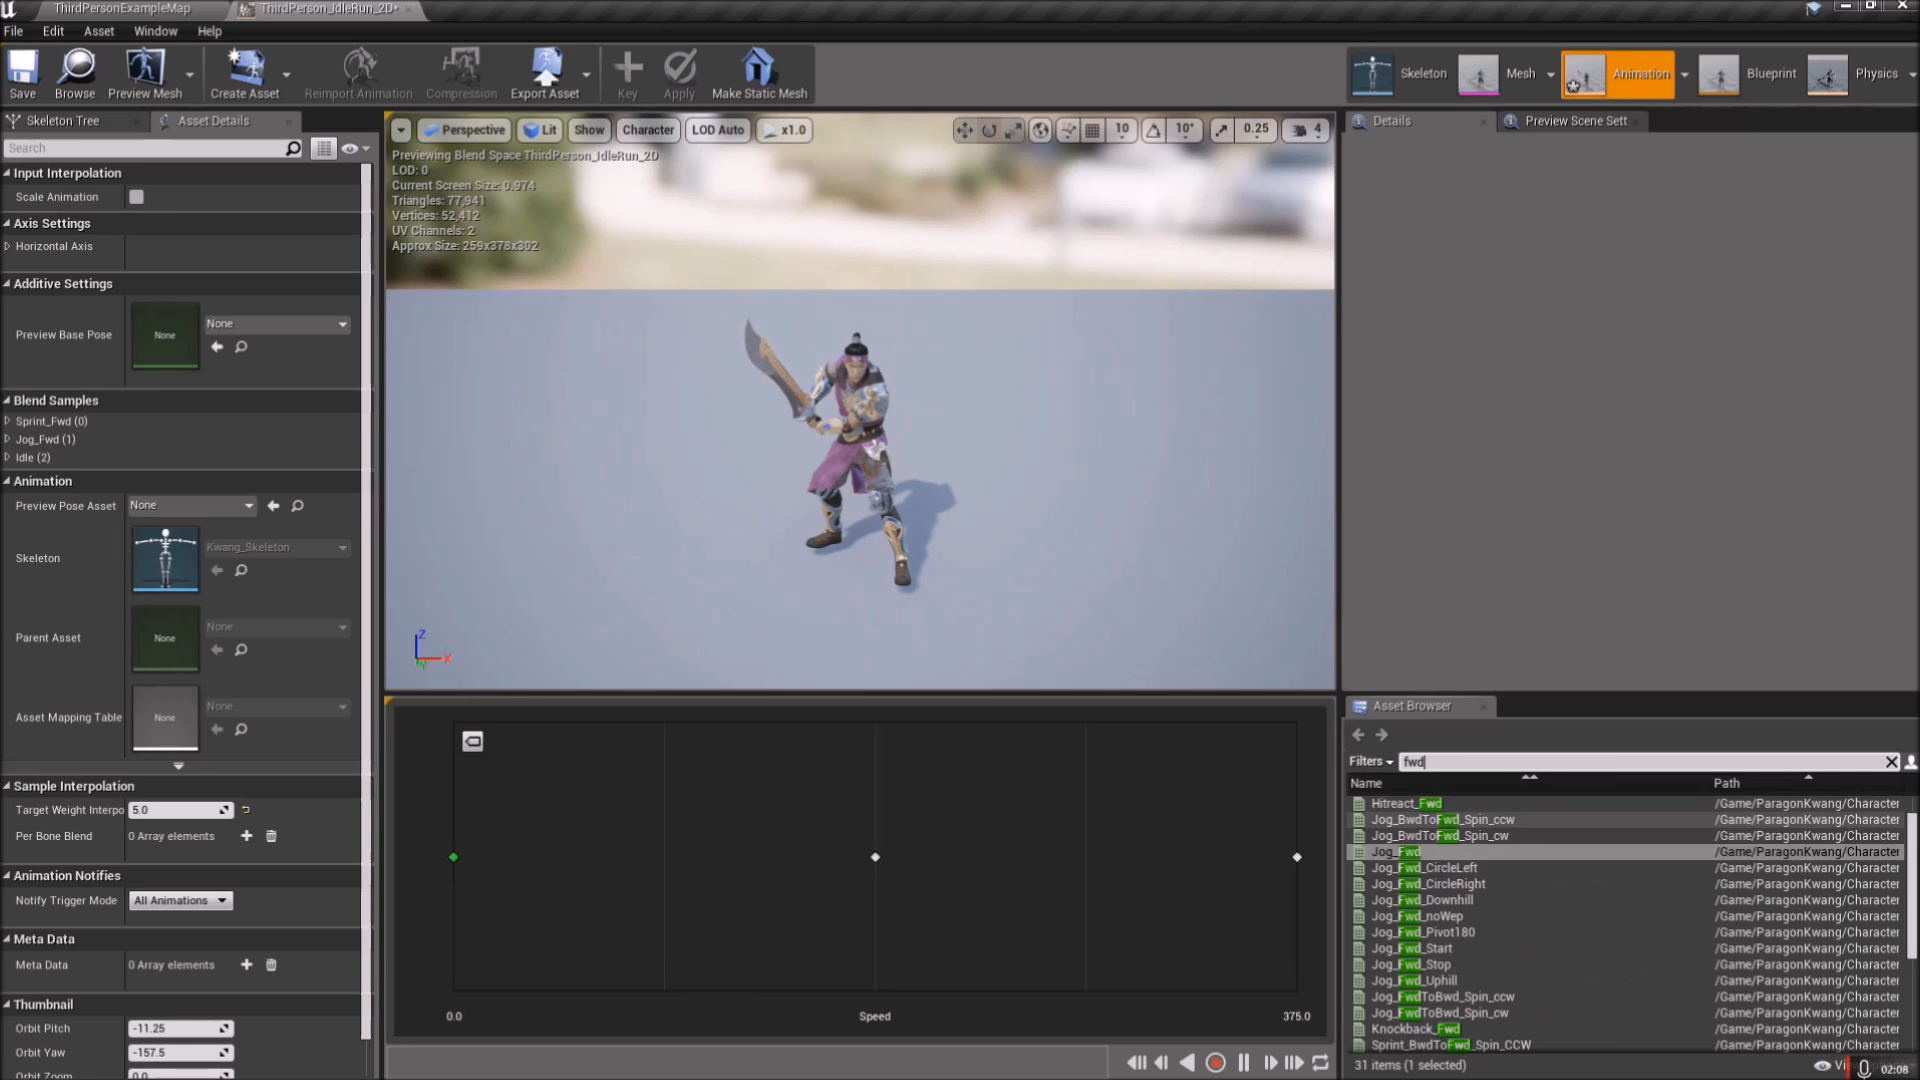 ThirdPersonExampleMap
ThirdPerson_IdleRun_2D*
File Edit Asset Window Help
Save Browse Preview Mesh Create Asset Reimport Animation Compression Export Asset Key Apply Make Static Mesh
Skeleton Mesh Animation Blueprint Physics
Skeleton Tree Asset Details
Search
Input Interpolation
Scale Animation
Axis Settings
Horizontal Axis
Additive Settings
Preview Base Pose None None
Blend Samples
Sprint_Fwd (0)
Jog_Fwd (1)
Idle (2)
Animation
Preview Pose Asset None
Skeleton Kwang_Skeleton
Parent Asset None None
Asset Mapping Table None None
Sample Interpolation
Target Weight Interpo 5.0
Per Bone Blend 0 Array elements
Animation Notifies
Notify Trigger Mode All Animations
Meta Data
Meta Data 0 Array elements
Thumbnail
Orbit Pitch -11.25
Orbit Yaw -157.5
Orbit Zoom 0.0
Perspective Lit Show Character LOD Auto x1.0 10 10° 0.25 4
Previewing Blend Space ThirdPerson_IdleRun_2D
LOD: 0
Current Screen Size: 0.974
Triangles: 77,941
Vertices: 52,412
UV Channels: 2
Approx Size: 259x378x302
Z
X
0.0 Speed 375.0
Details Preview Scene Sett
Asset Browser
Filters fwd
Name Path
Hitreact_Fwd /Game/ParagonKwang/Character
Jog_BwdToFwd_Spin_ccw /Game/ParagonKwang/Character
Jog_BwdToFwd_Spin_cw /Game/ParagonKwang/Character
Jog_Fwd /Game/ParagonKwang/Character
Jog_Fwd_CircleLeft /Game/ParagonKwang/Character
Jog_Fwd_CircleRight /Game/ParagonKwang/Character
Jog_Fwd_Downhill /Game/ParagonKwang/Character
Jog_Fwd_noWep /Game/ParagonKwang/Character
Jog_Fwd_Pivot180 /Game/ParagonKwang/Character
Jog_Fwd_Start /Game/ParagonKwang/Character
Jog_Fwd_Stop /Game/ParagonKwang/Character
Jog_Fwd_Uphill /Game/ParagonKwang/Character
Jog_FwdToBwd_Spin_ccw /Game/ParagonKwang/Character
Jog_FwdToBwd_Spin_cw /Game/ParagonKwang/Character
Knockback_Fwd /Game/ParagonKwang/Character
Sprint_BwdToFwd_Spin_CCW /Game/ParagonKwang/Character
31 items (1 selected)
02:08